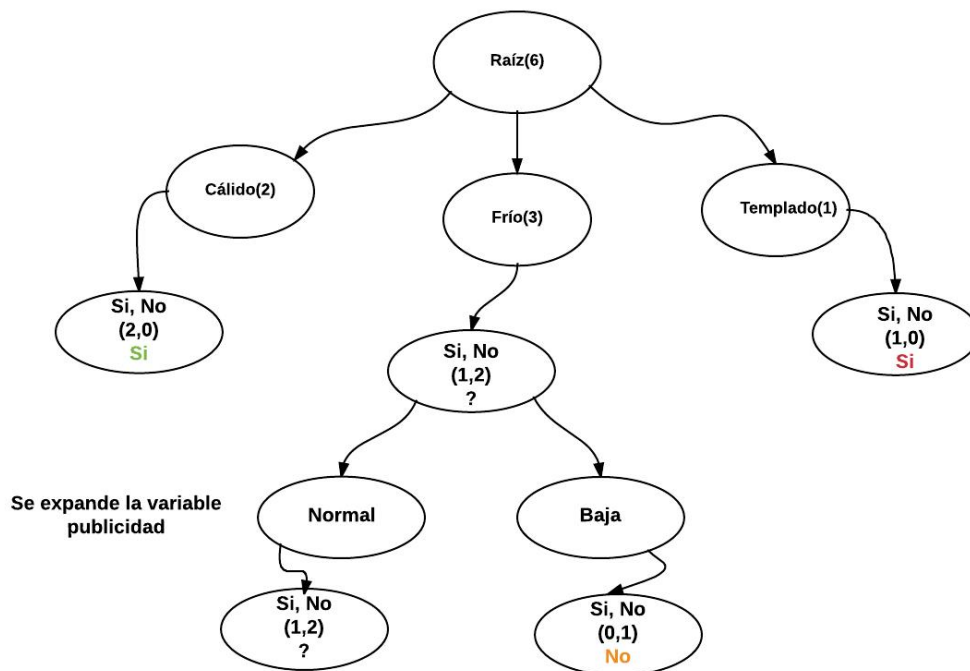 Raíz(6)
Cálido(2)
Frío(3)
Templado(1)
Si, No
(2,0)
Si
Si, No
(1,2)
?
Si, No
(1,0)
Si
Se expande la variable
publicidad
Normal
Baja
Si, No
(1,2)
?
Si, No
(0,1)
No